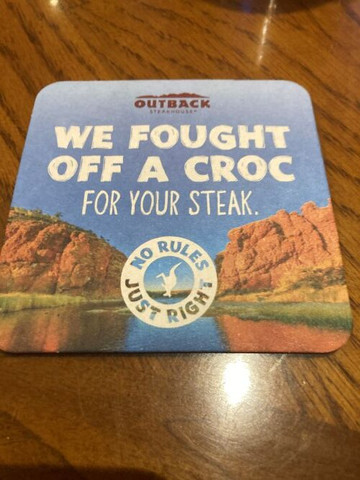 OUTBACK
STEAKHOUSE
WE FOUGHT
OFF A CROC
FOR YOUR STEAK.
NO RULES
JUST RIGHT